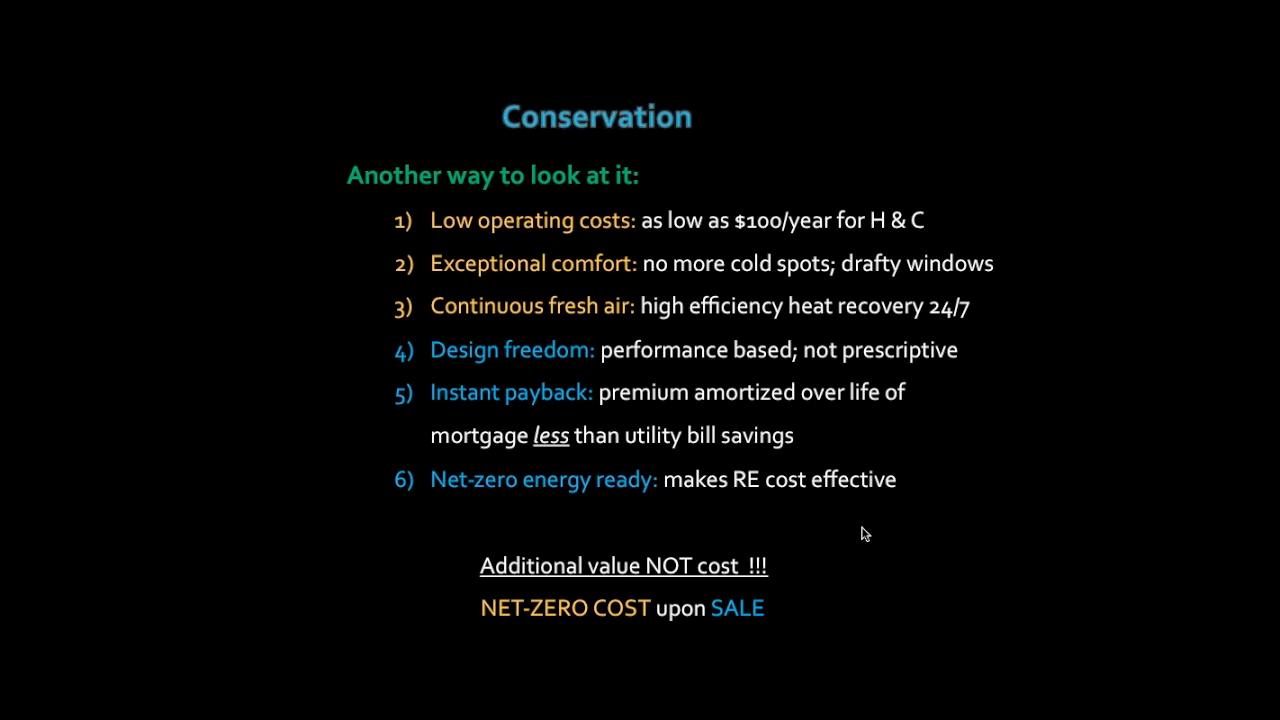 Conservation
Another way to look at it:
1) Low operating costs: as low as $100/year for H & C
2) Exceptional comfort: no more cold spots; drafty windows
3) Continuous fresh air: high efficiency heat recovery 24/7
4) Design freedom: performance based; not prescriptive
5) Instant payback: premium amortized over life of
mortgage less than utility bill savings
6) Net-zero energy ready: makes RE cost effective
Additional value NOT cost !!!
NET-ZERO COST upon SALE